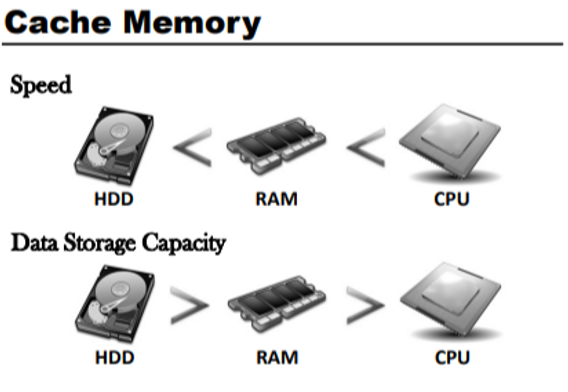 Cache Memory
Speed
HDD < RAM < CPU
Data Storage Capacity
HDD > RAM > CPU